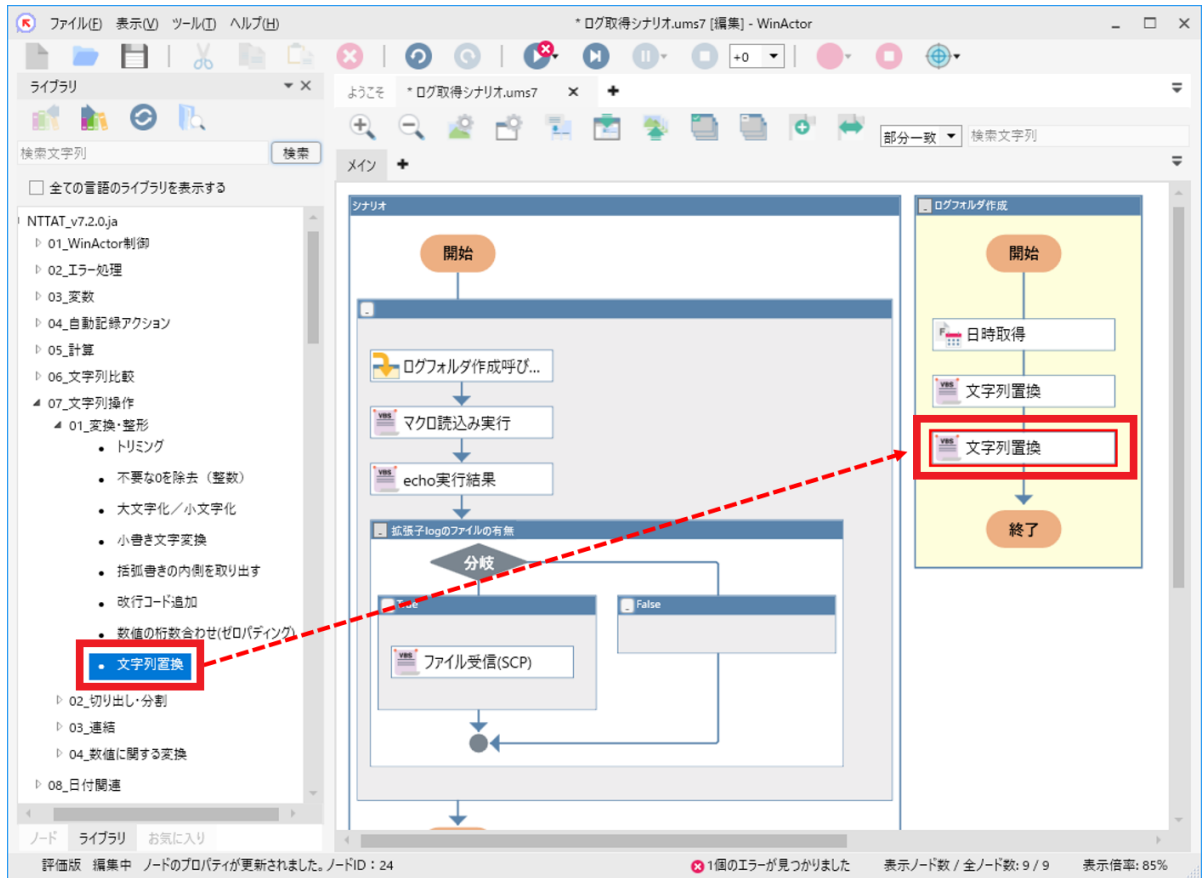 ファイル(F) 表示(V) ツール(T) ヘルプ(H)
* ログ取得シナリオ.ums7 [編集] - WinActor
+0
ライブラリ
ようこそ
* ログ取得シナリオ.ums7
検索文字列
検索
部分一致
検索文字列
メイン
全ての言語のライブラリを表示する
NTTAT_v7.2.0.ja
01_WinActor制御
02_エラー処理
03_変数
04_自動記録アクション
05_計算
06_文字列比較
07_文字列操作
01_変換・整形
トリミング
不要な0を除去（整数）
大文字化／小文字化
小書き文字変換
括弧書きの内側を取り出す
改行コード追加
数値の桁数合わせ(ゼロパディング)
文字列置換
02_切り出し・分割
03_連結
04_数値に関する変換
08_日付関連
ノード
ライブラリ
お気に入り
シナリオ
開始
ログフォルダ作成呼び...
マクロ読込み実行
echo実行結果
拡張子logのファイルの有無
分岐
True
False
ファイル受信(SCP)
ログフォルダ作成
開始
日時取得
文字列置換
文字列置換
終了
評価版 編集中 ノードのプロパティが更新されました。ノードID：24
1個のエラーが見つかりました
表示ノード数 / 全ノード数: 9 / 9
表示倍率: 85%